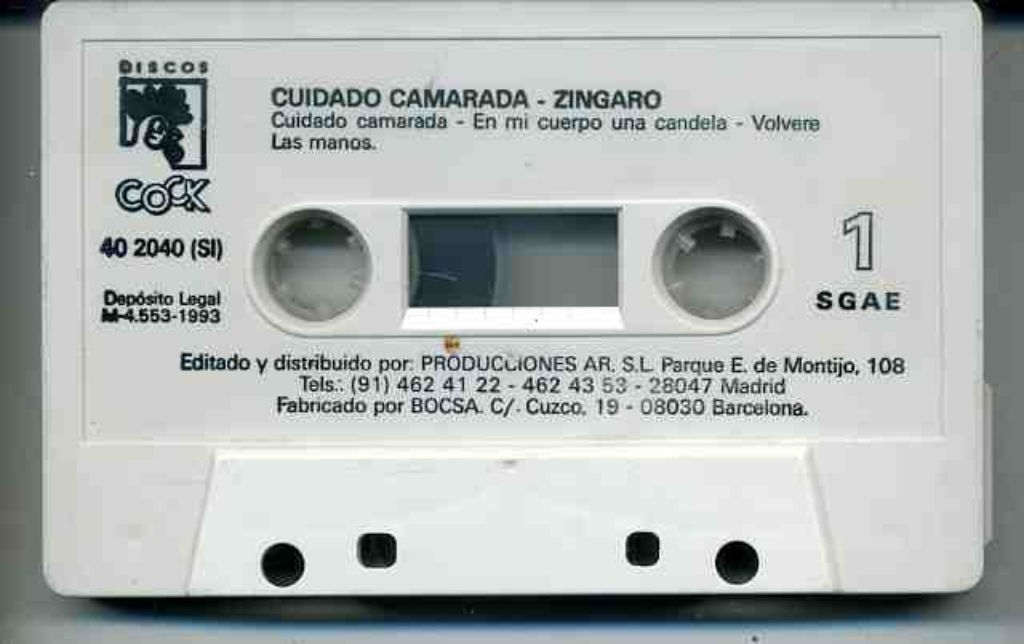 DISCOS
COCK
40 2040 (SI)
Depósito Legal
M-4.553-1993
CUIDADO CAMARADA - ZINGARO
Cuidado camarada - En mi cuerpo una candela - Volvere
Las manos.
1
SGAE
Editado y distribuido por: PRODUCCIONES AR. S.L. Parque E. de Montijo, 108
Tels.: (91) 462 41 22 - 462 43 53 - 28047 Madrid
Fabricado por BOCSA. C/. Cuzco, 19 - 08030 Barcelona.